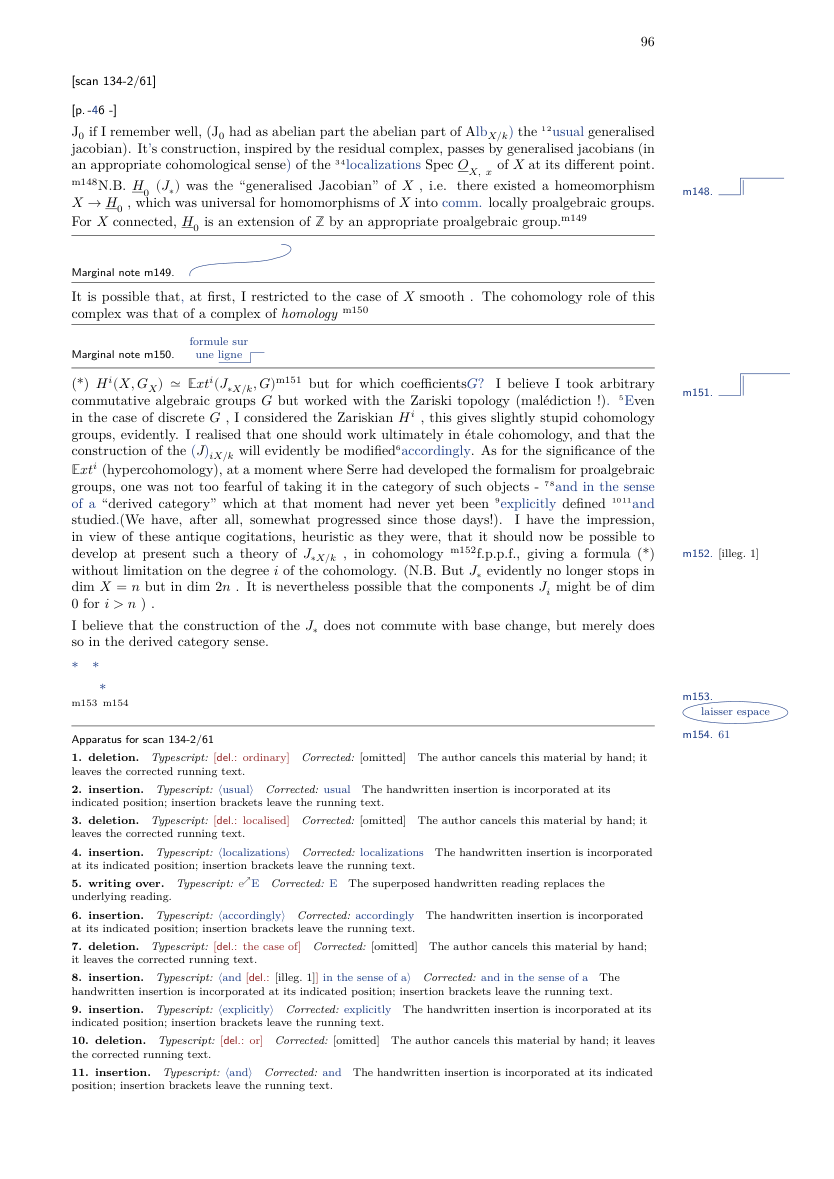 96
[scan 134-2/61]
[p. -46 -]
J₀ if I remember well, (J₀ had as abelian part the abelian part of Alb_{X/k}) the ¹²usual generalised
jacobian). It's construction, inspired by the residual complex, passes by generalised jacobians (in
an appropriate cohomological sense) of the ³⁴localizations Spec O_{X, x} of X at its different point.
m148N.B. H₀ (J_*) was the “generalised Jacobian” of X , i.e. there existed a homeomorphism
X → H₀ , which was universal for homomorphisms of X into comm. locally proalgebraic groups.
For X connected, H₀ is an extension of ℤ by an appropriate proalgebraic group.m149
m148.
Marginal note m149.
It is possible that, at first, I restricted to the case of X smooth . The cohomology role of this
complex was that of a complex of homology m150
Marginal note m150.
formule sur
une ligne
(*) Hⁱ(X, G_X) ≃ 𝔼xtⁱ(J_{*X/k}, G)m151 but for which coefficientsG? I believe I took arbitrary
commutative algebraic groups G but worked with the Zariski topology (malédiction !). ⁵Even
in the case of discrete G , I considered the Zariskian Hⁱ , this gives slightly stupid cohomology
groups, evidently. I realised that one should work ultimately in étale cohomology, and that the
construction of the (J)_{iX/k} will evidently be modified⁶accordingly. As for the significance of the
𝔼xtⁱ (hypercohomology), at a moment where Serre had developed the formalism for proalgebraic
groups, one was not too fearful of taking it in the category of such objects - ⁷⁸and in the sense
of a “derived category” which at that moment had never yet been ⁹explicitly defined ¹⁰¹¹and
studied.(We have, after all, somewhat progressed since those days!). I have the impression,
in view of these antique cogitations, heuristic as they were, that it should now be possible to
develop at present such a theory of J_{*X/k} , in cohomology m152f.p.p.f., giving a formula (*)
without limitation on the degree i of the cohomology. (N.B. But J_* evidently no longer stops in
dim X = n but in dim 2n . It is nevertheless possible that the components J_i might be of dim
0 for i > n ) .
m151.
m152. [illeg. 1]
I believe that the construction of the J_* does not commute with base change, but merely does
so in the derived category sense.
* *
*
m153 m154
m153.
laisser espace
m154. 61
Apparatus for scan 134-2/61
1. deletion. Typescript: [del.: ordinary] Corrected: [omitted] The author cancels this material by hand; it
leaves the corrected running text.
2. insertion. Typescript: ⟨usual⟩ Corrected: usual The handwritten insertion is incorporated at its
indicated position; insertion brackets leave the running text.
3. deletion. Typescript: [del.: localised] Corrected: [omitted] The author cancels this material by hand; it
leaves the corrected running text.
4. insertion. Typescript: ⟨localizations⟩ Corrected: localizations The handwritten insertion is incorporated
at its indicated position; insertion brackets leave the running text.
5. writing over. Typescript: e↗E Corrected: E The superposed handwritten reading replaces the
underlying reading.
6. insertion. Typescript: ⟨accordingly⟩ Corrected: accordingly The handwritten insertion is incorporated
at its indicated position; insertion brackets leave the running text.
7. deletion. Typescript: [del.: the case of] Corrected: [omitted] The author cancels this material by hand;
it leaves the corrected running text.
8. insertion. Typescript: ⟨and [del.: [illeg. 1]] in the sense of a⟩ Corrected: and in the sense of a The
handwritten insertion is incorporated at its indicated position; insertion brackets leave the running text.
9. insertion. Typescript: ⟨explicitly⟩ Corrected: explicitly The handwritten insertion is incorporated at its
indicated position; insertion brackets leave the running text.
10. deletion. Typescript: [del.: or] Corrected: [omitted] The author cancels this material by hand; it leaves
the corrected running text.
11. insertion. Typescript: ⟨and⟩ Corrected: and The handwritten insertion is incorporated at its indicated
position; insertion brackets leave the running text.